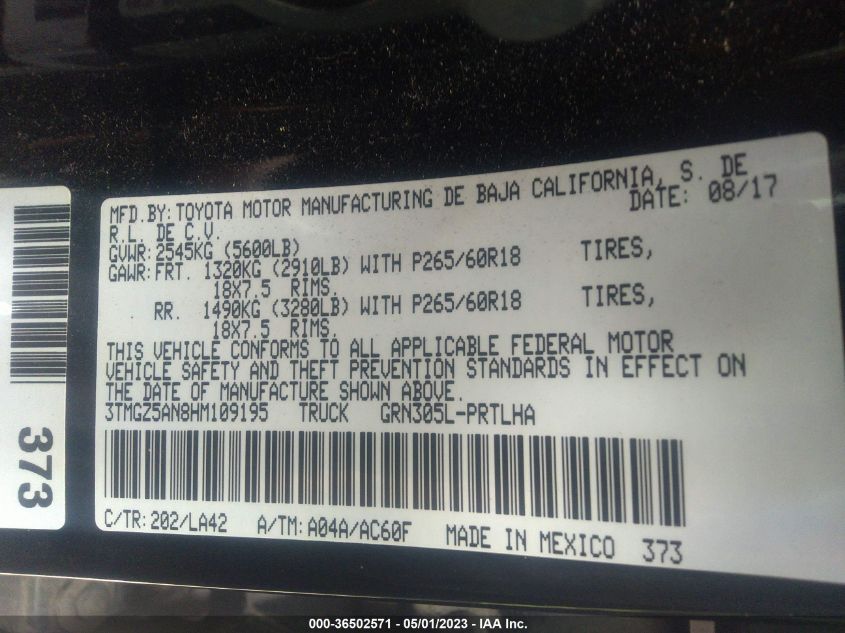 MFD.BY: TOYOTA MOTOR MANUFACTURING DE BAJA CALIFORNIA, S. DE
R.L. DE C.V. DATE: 08/17
GVWR: 2545KG (5600LB)
GAWR: FRT. 1320KG (2910LB) WITH P265/60R18 TIRES,
18X7.5 RIMS.
RR. 1490KG (3280LB) WITH P265/60R18 TIRES,
18X7.5 RIMS.
THIS VEHICLE CONFORMS TO ALL APPLICABLE FEDERAL MOTOR
VEHICLE SAFETY AND THEFT PREVENTION STANDARDS IN EFFECT ON
THE DATE OF MANUFACTURE SHOWN ABOVE.
3TMGZ5AN8HM109195 TRUCK GRN305L-PRTLHA
C/TR: 202/LA42 A/TM: A04A/AC60F MADE IN MEXICO 373
373
000-36502571 - 05/01/2023 - IAA Inc.